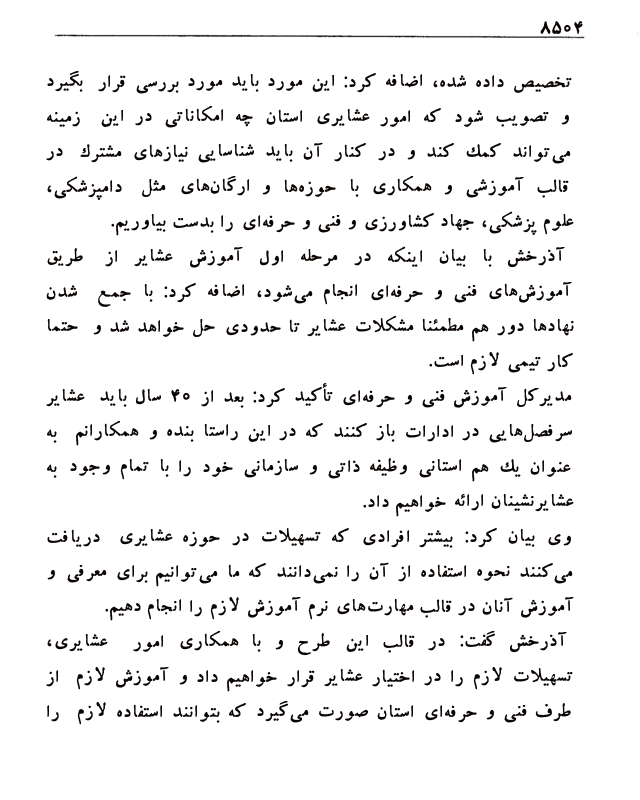 ۸۵۰۴
تخصیص داده شده، اضافه کرد: این مورد باید مورد بررسی قرار بگیرد
و تصویب شود که امور عشایری استان چه امکاناتی در این زمینه
می‌تواند کمك کند و در کنار آن باید شناسایی نیازهای مشترك در
قالب آموزشی و همکاری با حوزه‌ها و ارگان‌های مثل دامپزشکی،
علوم پزشکی، جهاد کشاورزی و فنی و حرفه‌ای را بدست بیاوریم.
آذرخش با بیان اینکه در مرحله اول آموزش عشایر از طریق
آموزش‌های فنی و حرفه‌ای انجام می‌شود، اضافه کرد: با جمع شدن
نهادها دور هم مطمئنا مشکلات عشایر تا حدودی حل خواهد شد و حتما
کار تیمی لازم است.
مدیرکل آموزش فنی و حرفه‌ای تأکید کرد: بعد از ۴۰ سال باید عشایر
سرفصل‌هایی در ادارات باز کنند که در این راستا بنده و همکارانم به
عنوان یك هم استانی وظیفه ذاتی و سازمانی خود را با تمام وجود به
عشایرنشینان ارائه خواهیم داد.
وی بیان کرد: بیشتر افرادی که تسهیلات در حوزه عشایری دریافت
می‌کنند نحوه استفاده از آن را نمی‌دانند که ما می‌توانیم برای معرفی و
آموزش آنان در قالب مهارت‌های نرم آموزش لازم را انجام دهیم.
آذرخش گفت: در قالب این طرح و با همکاری امور عشایری،
تسهیلات لازم را در اختیار عشایر قرار خواهیم داد و آموزش لازم از
طرف فنی و حرفه‌ای استان صورت می‌گیرد که بتوانند استفاده لازم را